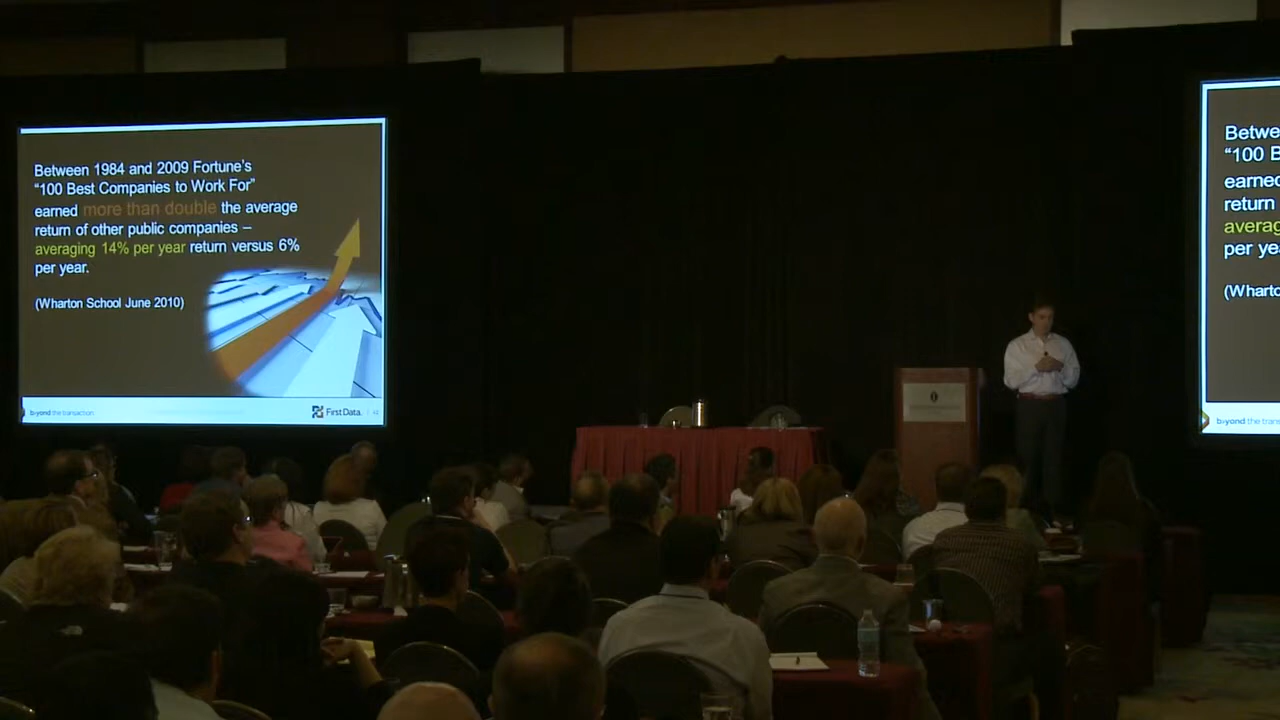 Between 1984 and 2009 Fortune's
“100 Best Companies to Work For”
earned more than double the average
return of other public companies –
averaging 14% per year return versus 6%
per year.
(Wharton School June 2010)
beyond the transaction
First Data.
Betwe
“100 B
earned
return
averag
per yea
(Wharto
beyond the trans